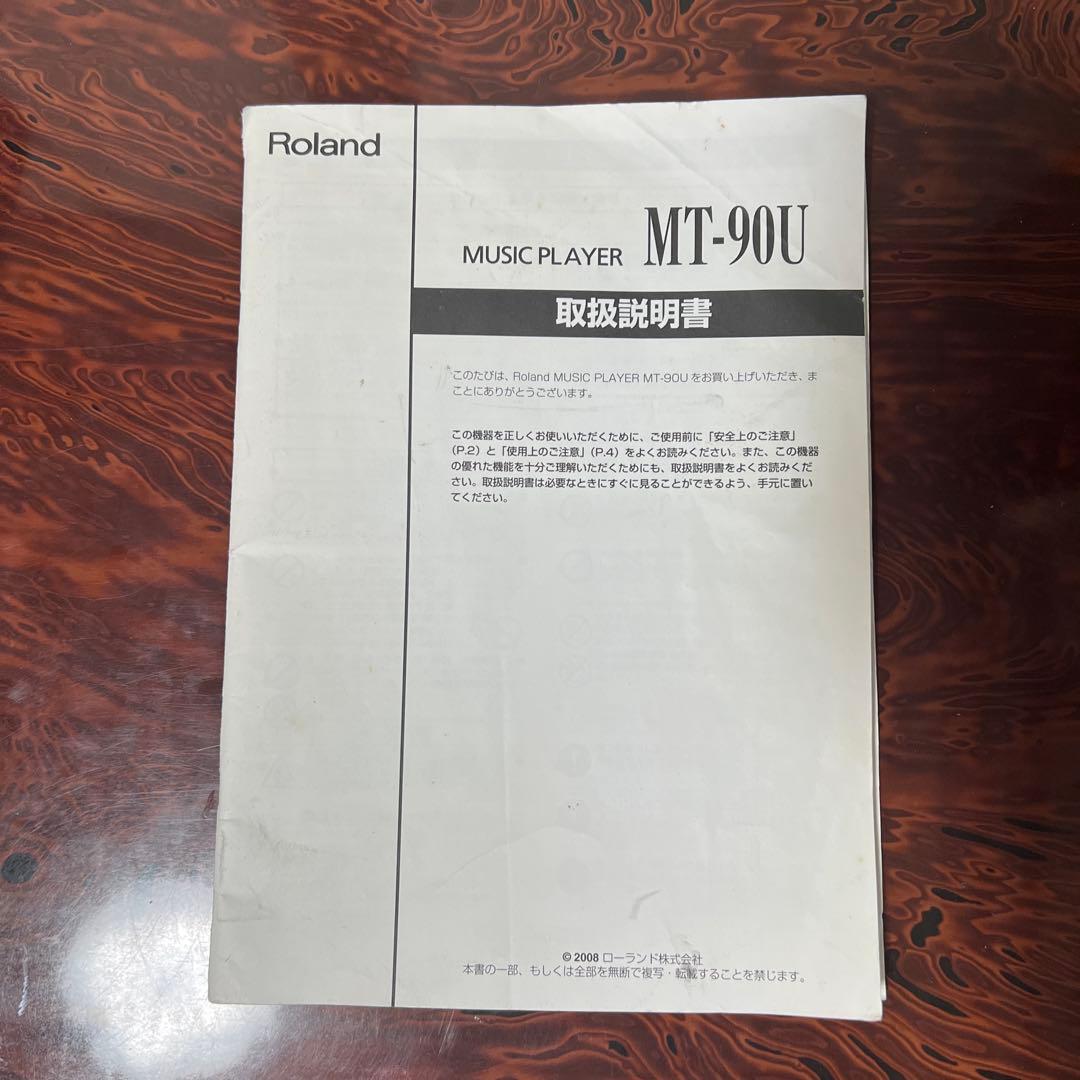 Roland
MUSIC PLAYER MT-90U
取扱説明書
このたびは、Roland MUSIC PLAYER MT-90U をお買い上げいただき、ま
ことにありがとうございます。
この機器を正しくお使いいただくために、ご使用前に「安全上のご注意」
(P.2) と「使用上のご注意」(P.4) をよくお読みください。また、この機器
の優れた機能を十分ご理解いただくためにも、取扱説明書をよくお読みくだ
さい。取扱説明書は必要なときにすぐに見ることができるよう、手元に置い
てください。
© 2008 ローランド株式会社
本書の一部、もしくは全部を無断で複写・転載することを禁じます。